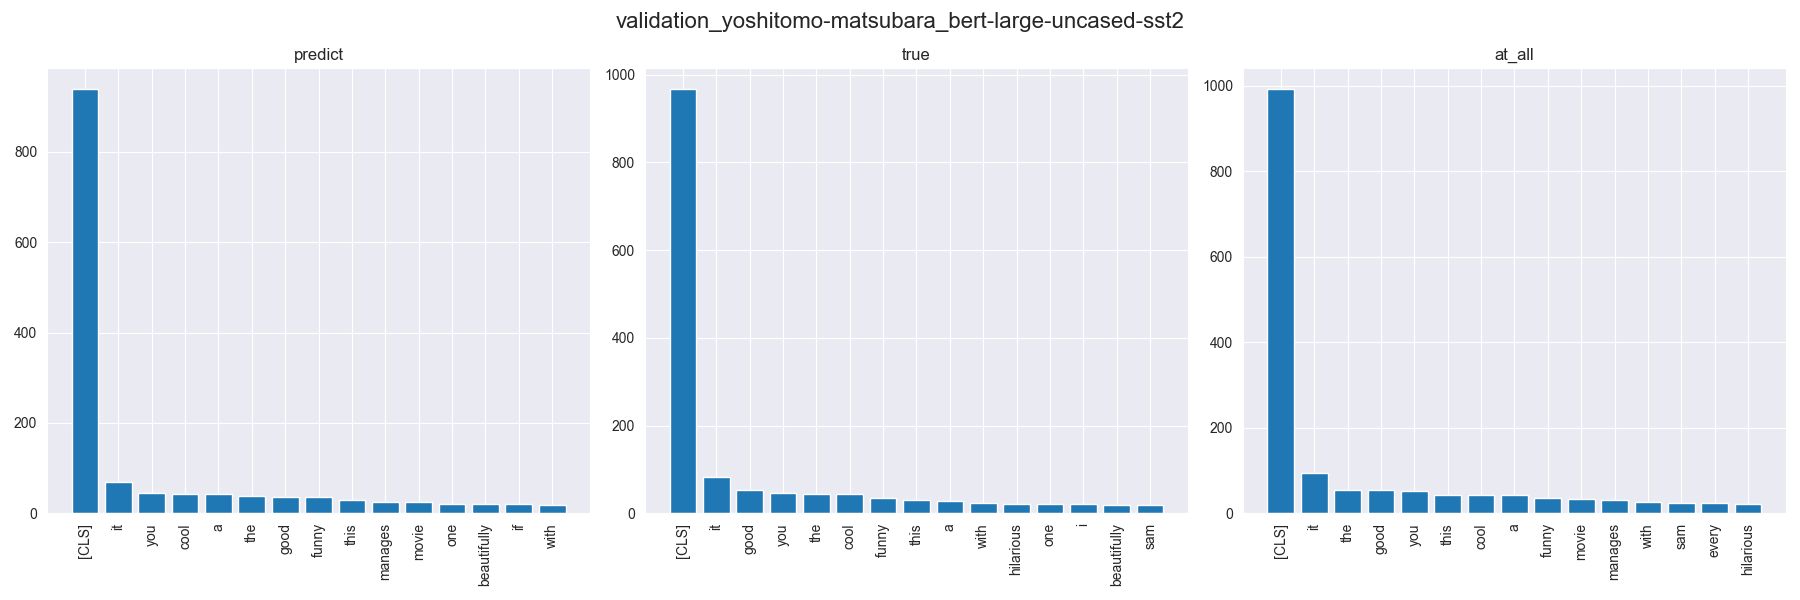 validation_yoshitomo-matsubara_bert-large-uncased-sst2
predict
800
600
400
200
0
[CLS]
it
you
cool
a
the
good
funny
this
manages
movie
one
beautifully
if
with
true
1000
800
600
400
200
0
[CLS]
it
good
you
the
cool
funny
this
a
with
hilarious
one
i
beautifully
sam
at_all
1000
800
600
400
200
0
[CLS]
it
the
good
you
this
cool
a
funny
movie
manages
with
sam
every
hilarious